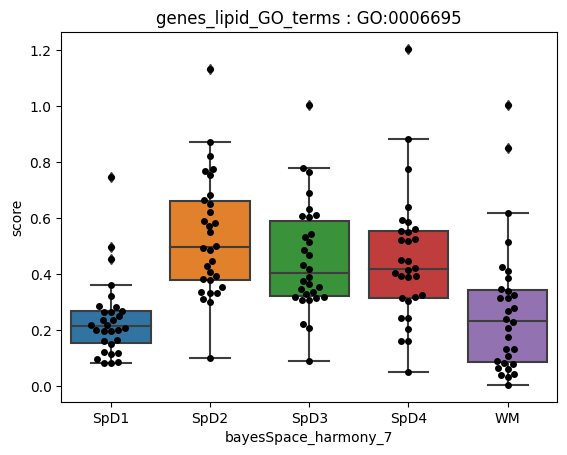 genes_lipid_GO_terms : GO:0006695
1.2
1.0
0.8
0.6
0.4
0.2
0.0
score
SpD1 SpD2 SpD3 SpD4 WM
bayesSpace_harmony_7